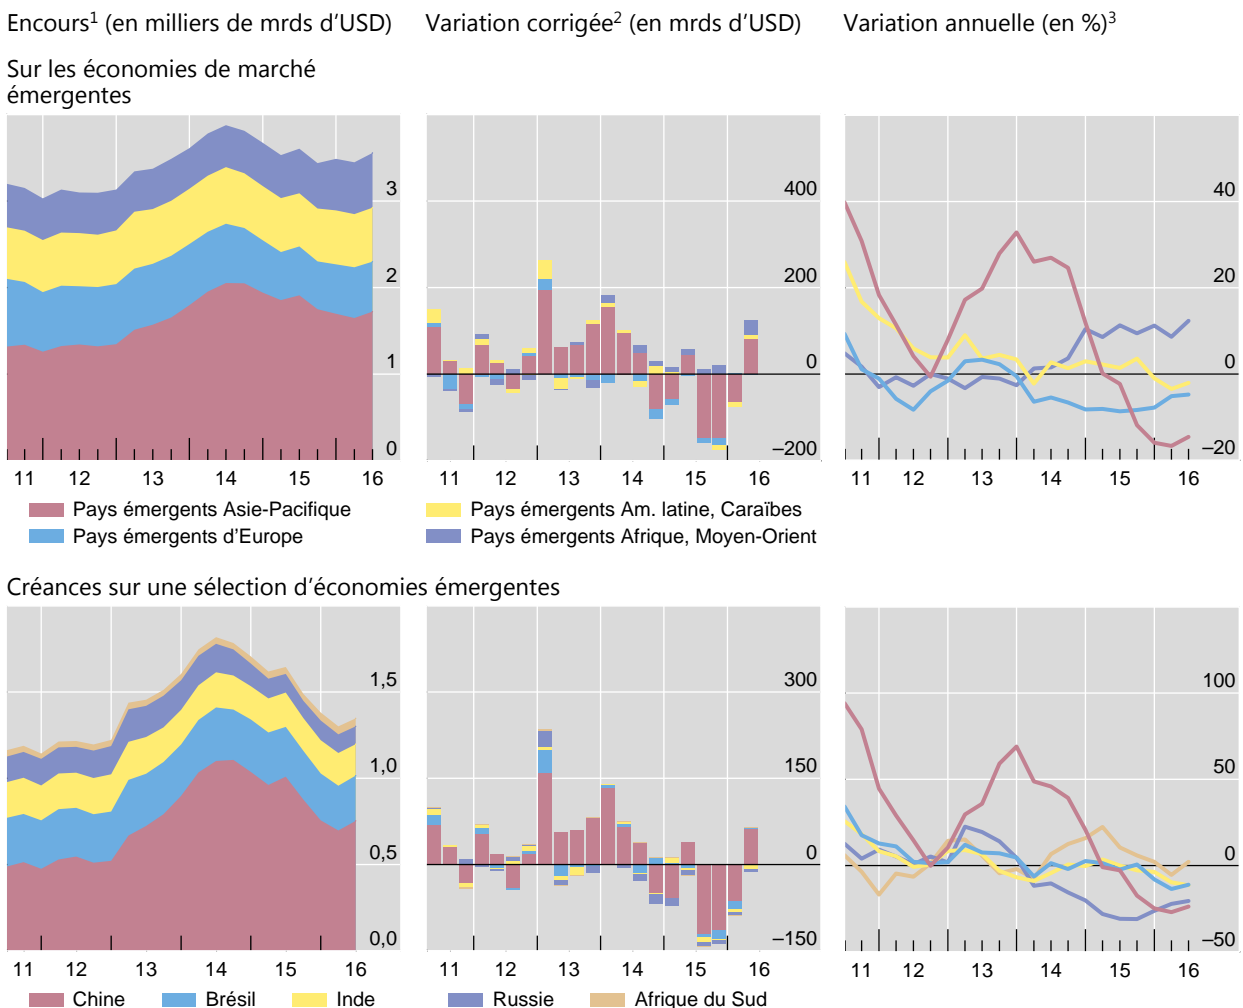 Encours¹ (en milliers de mrds d’USD)
Variation corrigée² (en mrds d’USD)
Variation annuelle (en %)³
Sur les économies de marché
émergentes
3
2
1
0
11 12 13 14 15 16
400
200
0
–200
11 12 13 14 15 16
40
20
0
–20
11 12 13 14 15 16
Pays émergents Asie-Pacifique
Pays émergents d’Europe
Pays émergents Am. latine, Caraïbes
Pays émergents Afrique, Moyen-Orient
Créances sur une sélection d’économies émergentes
1,5
1,0
0,5
0,0
11 12 13 14 15 16
300
150
0
–150
11 12 13 14 15 16
100
50
0
–50
11 12 13 14 15 16
Chine Brésil Inde Russie Afrique du Sud